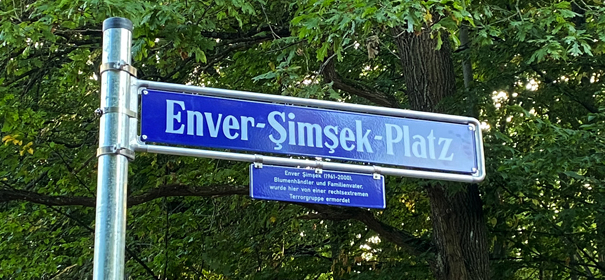 Enver-Şimşek-Platz
Enver Şimşek (1961-2000),
Blumenhändler und Familienvater,
wurde hier von einer rechtsextremen
Terrorgruppe ermordet